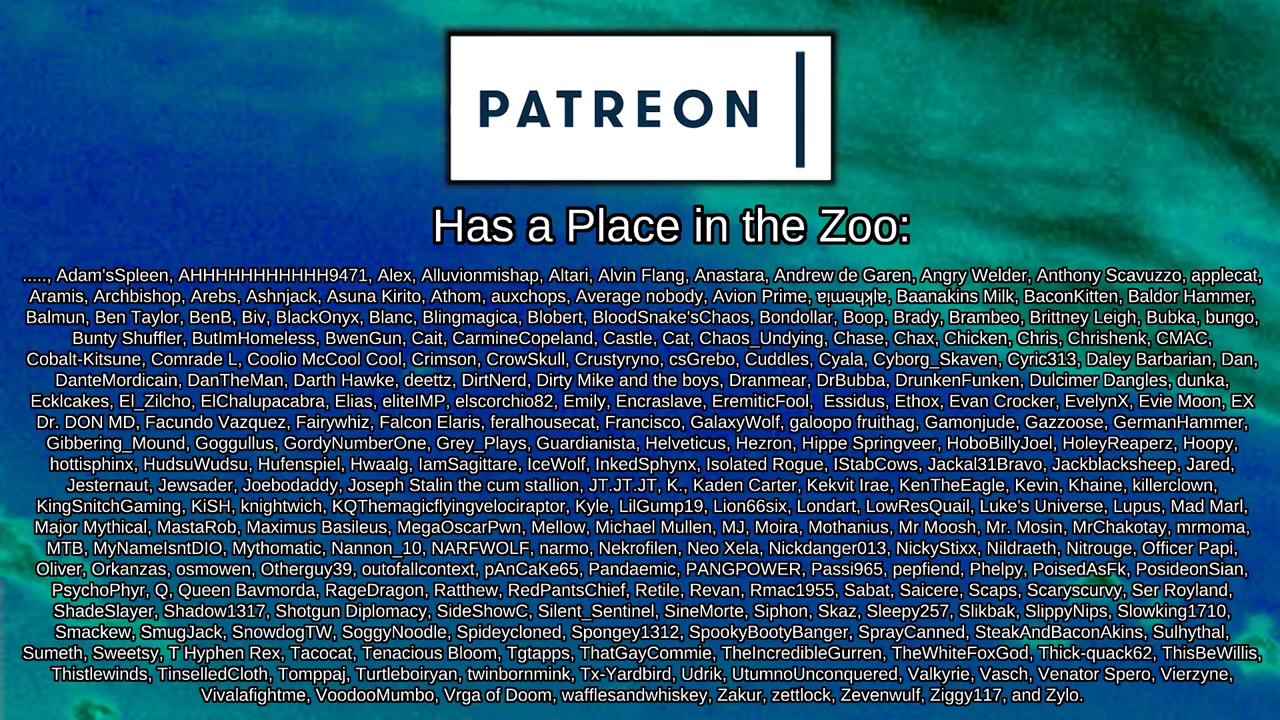 PATREON
Has a Place in the Zoo:
....., Adam'sSpleen, AHHHHHHHHHHH9471, Alex, Alluvionmishap, Altari, Alvin Flang, Anastara, Andrew de Garen, Angry Welder, Anthony Scavuzzo, applecat,
Aramis, Archbishop, Arebs, Ashnjack, Asuna Kirito, Athom, auxchops, Average nobody, Avion Prime, ɐlʞɥǝɯıɐ, Baanakins Milk, BaconKitten, Baldor Hammer,
Balmun, Ben Taylor, BenB, Biv, BlackOnyx, Blanc, Blingmagica, Blobert, BloodSnake'sChaos, Bondollar, Boop, Brady, Brambeo, Brittney Leigh, Bubka, bungo,
Bunty Shuffler, ButImHomeless, BwenGun, Cait, CarmineCopeland, Castle, Cat, Chaos_Undying, Chase, Chax, Chicken, Chris, Chrishenk, CMAC,
Cobalt-Kitsune, Comrade L, Coolio McCool Cool, Crimson, CrowSkull, Crustyryno, csGrebo, Cuddles, Cyala, Cyborg_Skaven, Cyric313, Daley Barbarian, Dan,
DanteMordicain, DanTheMan, Darth Hawke, deettz, DirtNerd, Dirty Mike and the boys, Dranmear, DrBubba, DrunkenFunken, Dulcimer Dangles, dunka,
Ecklcakes, El_Zilcho, ElChalupacabra, Elias, eliteIMP, elscorchio82, Emily, Encraslave, EremiticFool, Essidus, Ethox, Evan Crocker, EvelynX, Evie Moon, EX
Dr. DON MD, Facundo Vazquez, Fairywhiz, Falcon Elaris, feralhousecat, Francisco, GalaxyWolf, galoopo fruithag, Gamonjude, Gazzoose, GermanHammer,
Gibbering_Mound, Goggullus, GordyNumberOne, Grey_Plays, Guardianista, Helveticus, Hezron, Hippe Springveer, HoboBillyJoel, HoleyReaperz, Hoopy,
hottisphinx, HudsuWudsu, Hufenspiel, Hwaalg, IamSagittare, IceWolf, InkedSphynx, Isolated Rogue, IStabCows, Jackal31Bravo, Jackblacksheep, Jared,
Jesternaut, Jewsader, Joebodaddy, Joseph Stalin the cum stallion, JT.JT.JT, K., Kaden Carter, Kekvit Irae, KenTheEagle, Kevin, Khaine, killerclown,
KingSnitchGaming, KiSH, knightwich, KQThemagicflyingvelociraptor, Kyle, LilGump19, Lion66six, Londart, LowResQuail, Luke's Universe, Lupus, Mad Marl,
Major Mythical, MastaRob, Maximus Basileus, MegaOscarPwn, Mellow, Michael Mullen, MJ, Moira, Mothanius, Mr Moosh, Mr. Mosin, MrChakotay, mrmoma,
MTB, MyNameIsntDIO, Mythomatic, Nannon_10, NARFWOLF, narmo, Nekrofilen, Neo Xela, Nickdanger013, NickyStixx, Nildraeth, Nitrouge, Officer Papi,
Oliver, Orkanzas, osmowen, Otherguy39, outofallcontext, pAnCaKe65, Pandaemic, PANGPOWER, Passi965, pepfiend, Phelpy, PoisedAsFk, PosideonSian,
PsychoPhyr, Q, Queen Bavmorda, RageDragon, Ratthew, RedPantsChief, Retile, Revan, Rmac1955, Sabat, Saicere, Scaps, Scaryscurvy, Ser Royland,
ShadeSlayer, Shadow1317, Shotgun Diplomacy, SideShowC, Silent_Sentinel, SineMorte, Siphon, Skaz, Sleepy257, Slikbak, SlippyNips, Slowking1710,
Smackew, SmugJack, SnowdogTW, SoggyNoodle, Spideycloned, Spongey1312, SpookyBootyBanger, SprayCanned, SteakAndBaconAkins, Sulhythal,
Sumeth, Sweetsy, T Hyphen Rex, Tacocat, Tenacious Bloom, Tgtapps, ThatGayCommie, TheIncredibleGurren, TheWhiteFoxGod, Thick-quack62, ThisBeWillis,
Thistlewinds, TinselledCloth, Tomppaj, Turtleboiryan, twinbornmink, Tx-Yardbird, Udrik, UtumnoUnconquered, Valkyrie, Vasch, Venator Spero, Vierzyne,
Vivalafightme, VoodooMumbo, Vrga of Doom, wafflesandwhiskey, Zakur, zettlock, Zevenwulf, Ziggy117, and Zylo.